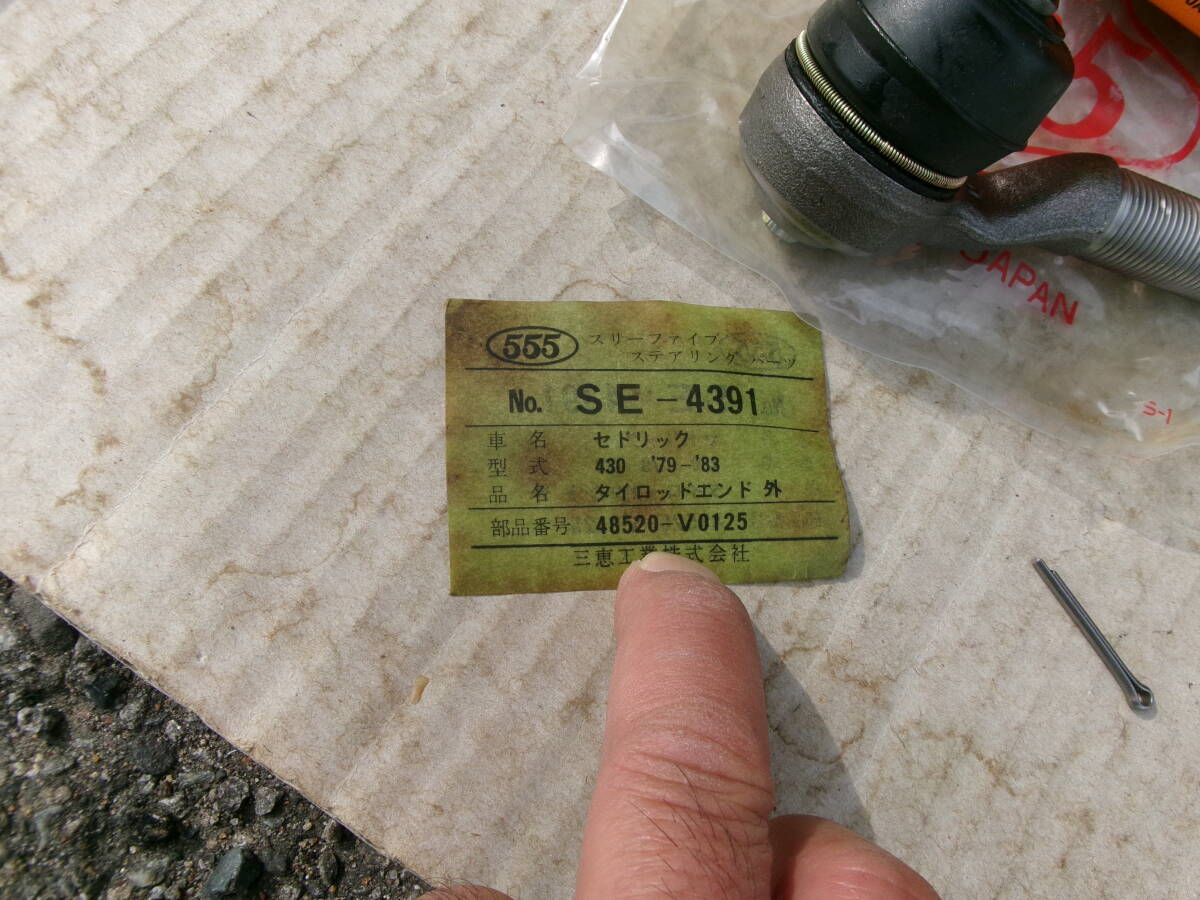 555 スリーファイブ
ステアリング パーツ
No. SE-4391
車名 セドリック
型式 430 '79-'83
品名 タイロッドエンド 外
部品番号 48520-V0125
三恵工業株式会社
5
JAPAN
S-1